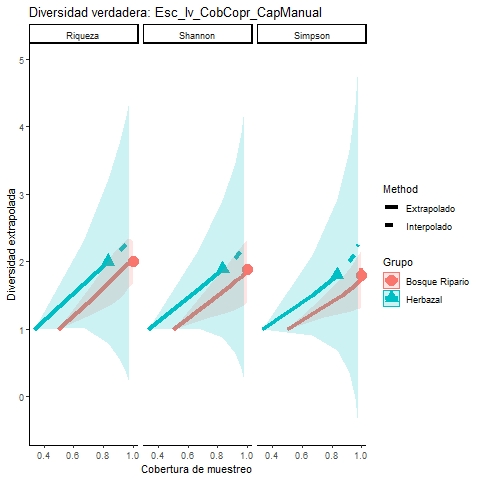 Diversidad verdadera: Esc_Iv_CobCopr_CapManual
Riqueza
Shannon
Simpson
Diversidad extrapolada
5
4
3
2
1
0
0.4 0.6 0.8 1.0
0.4 0.6 0.8 1.0
0.4 0.6 0.8 1.0
Cobertura de muestreo
Method
Extrapolado
Interpolado
Grupo
Bosque Ripario
Herbazal